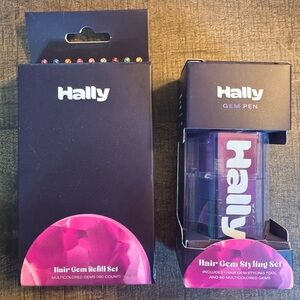 Hally
Hair Gem Refill Set
MULTICOLORED GEMS (180 COUNT)
Hally
GEM PEN
Hally
Hair Gem Styling Set
INCLUDES 1 HAIR GEM STYLING TOOL
AND 60 MULTICOLORED GEMS